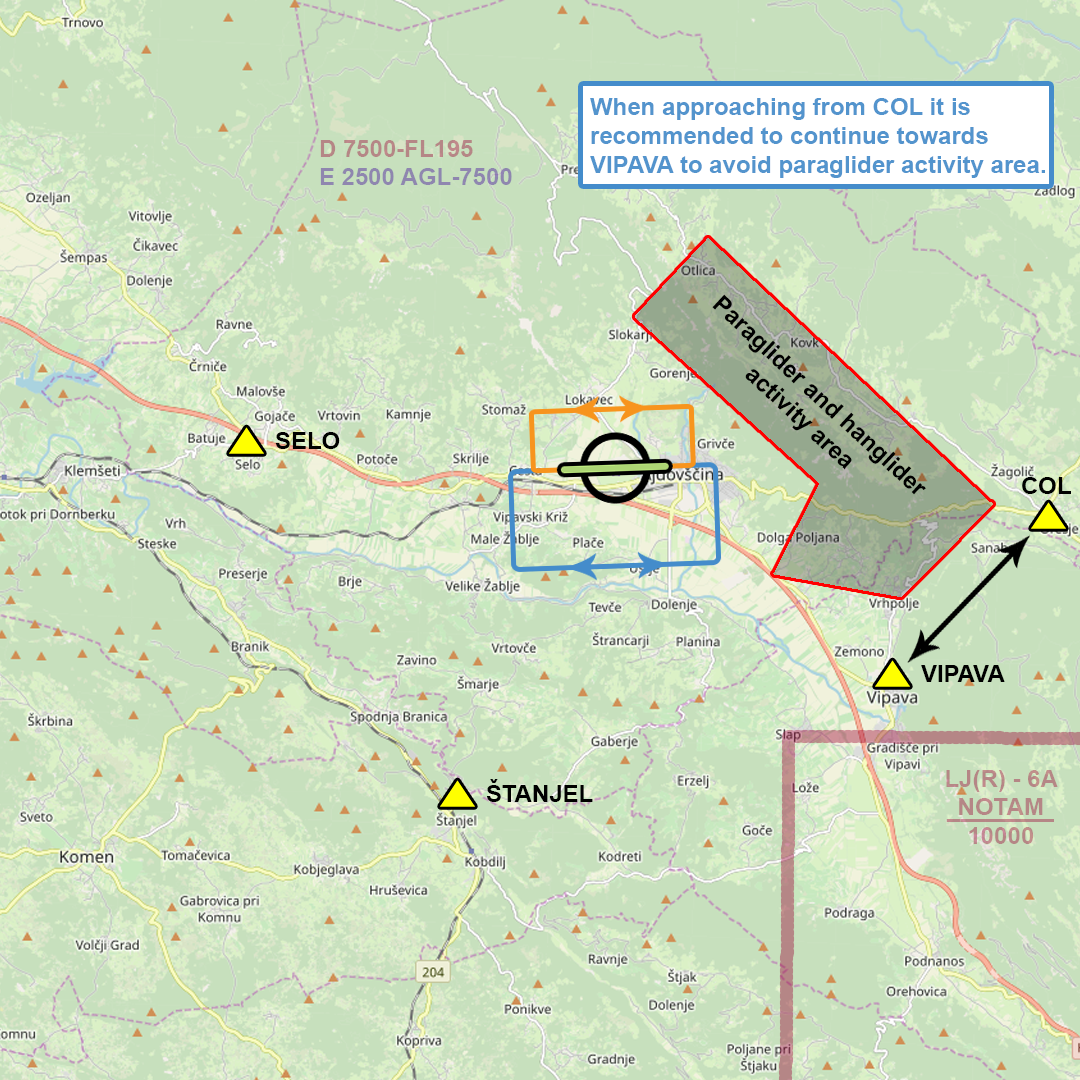 Trnovo
When approaching from COL it is
recommended to continue towards
VIPAVA to avoid paraglider activity area.
D 7500-FL195
E 2500 AGL-7500
Zadlog
Ozeljan
Vitovlje
Čikavec
Šempas
Dolenje
Otlica
Ravne
Črniče
Kovk
Paraglider and hanglider
activity area
Gorenje
Malovše
Gojače
Vrtovin
Kamnje
Stomaž
Lokavec
Batuje
SELO
Selo
Potoče
Skrilje
Grivče
Žagolič
COL
Klemšeti
Vrh
Steske
Vipavski Križ
Male Žablje
Plače
Dolga Poljana
Preserje
Brje
Velike Žablje
Tevče
Dolenje
Vrhpolje
Štrancarji
Planina
Branik
Zavino
Vrtovče
Zemono
Šmarje
VIPAVA
Vipava
Škrbina
Spodnja Branica
Gaberje
Slap
Gradišče pri
Vipavi
Erzelj
Lože
LJ(R) - 6A
NOTAM
10000
ŠTANJEL
Štanjel
Sveto
Goče
Komen
Tomačevica
Kobjeglava
Kobdilj
Kodreti
Hruševica
Gabrovica pri
Komnu
Podraga
Volčji Grad
Ravnje
Podnanos
204
Štjak
Dolenje
Orehovica
Ponikve
Kopriva
Gradnje
Poljane pri
Štjaku